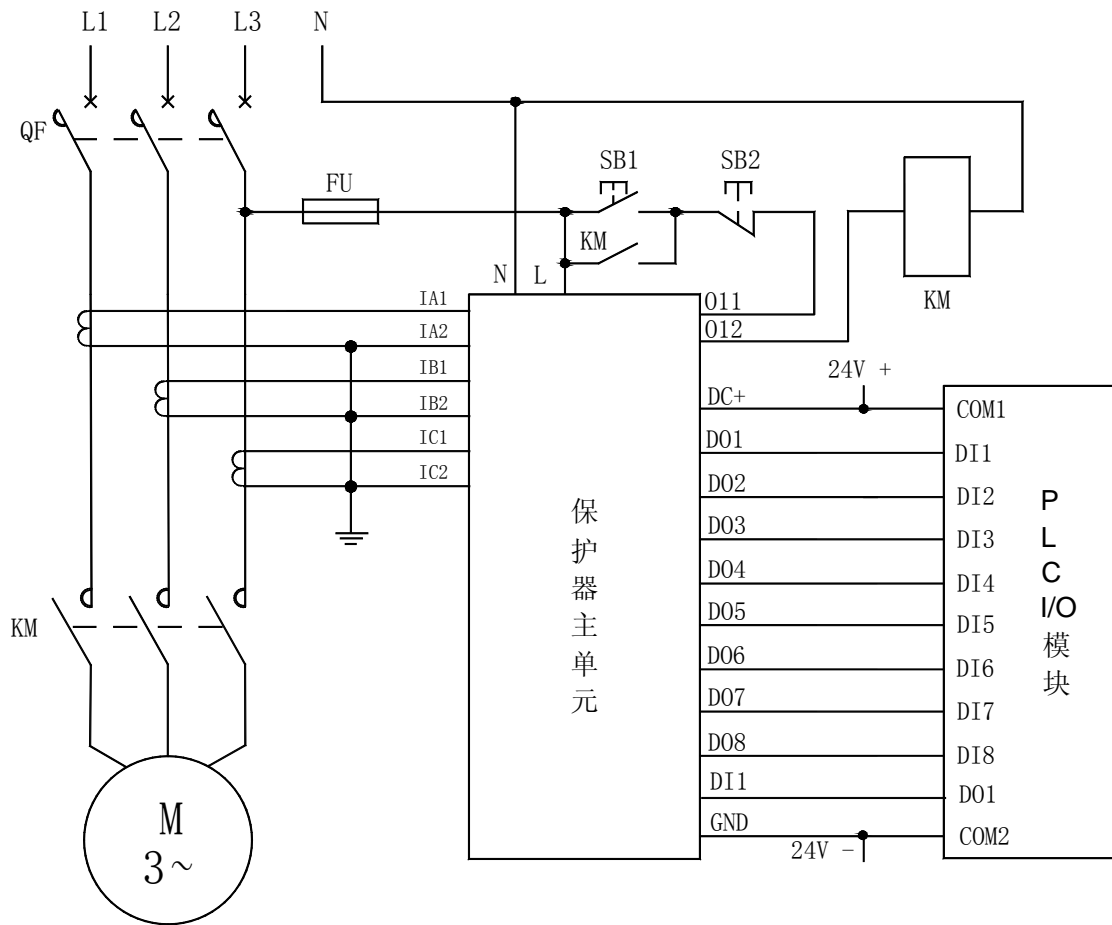 L1 L2 L3 N
QF
FU
SB1
SB2
KM
KM
N L
IA1
IA2
IB1
IB2
IC1
IC2
O11
O12
24V +
DC+
DO1
DO2
DO3
DO4
DO5
DO6
DO7
DO8
DI1
GND
24V -
保护器主单元
COM1
DI1
DI2
DI3
DI4
DI5
DI6
DI7
DI8
DO1
COM2
PLC
I/O
模块
KM
M
3~